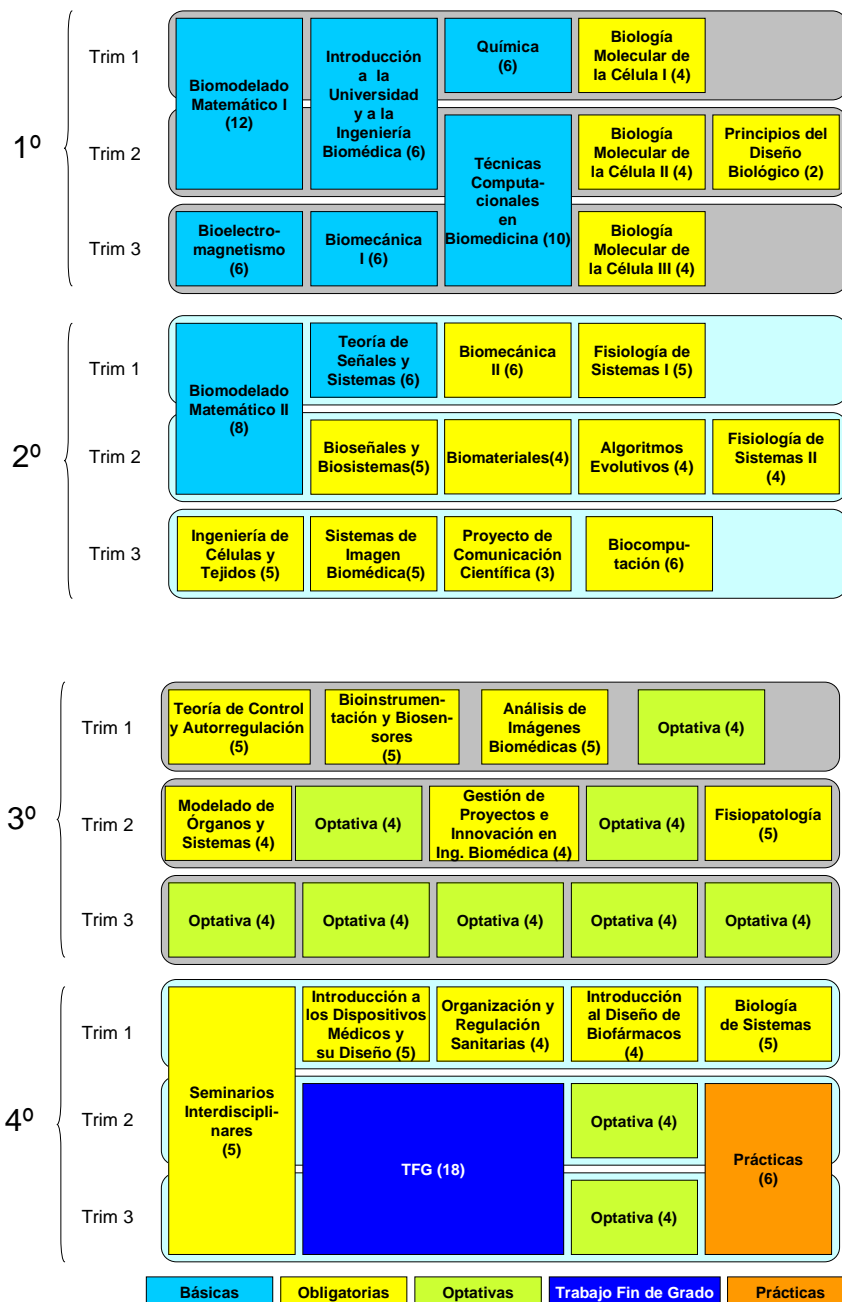 1º
Trim 1
Biomodelado
Matemático I
(12)
Introducción
a la
Universidad
y a la
Ingeniería
Biomédica (6)
Química
(6)
Biología
Molecular de
la Célula I (4)
Trim 2
Técnicas
Computa-
cionales
en
Biomedicina (10)
Biología
Molecular de
la Célula II (4)
Principios del
Diseño
Biológico (2)
Trim 3
Bioelectro-
magnetismo
(6)
Biomecánica
I (6)
Biología
Molecular de
la Célula III (4)
2º
Trim 1
Biomodelado
Matemático II
(8)
Teoría de
Señales y
Sistemas (6)
Biomecánica
II (6)
Fisiología de
Sistemas I (5)
Trim 2
Bioseñales y
Biosistemas(5)
Biomateriales(4)
Algoritmos
Evolutivos (4)
Fisiología de
Sistemas II
(4)
Trim 3
Ingeniería de
Células y
Tejidos (5)
Sistemas de
Imagen
Biomédica(5)
Proyecto de
Comunicación
Científica (3)
Biocompu-
tación (6)
3º
Trim 1
Teoría de Control
y Autorregulación
(5)
Bioinstrumen-
tación y Biosen-
sores
(5)
Análisis de
Imágenes
Biomédicas (5)
Optativa (4)
Trim 2
Modelado de
Órganos y
Sistemas (4)
Optativa (4)
Gestión de
Proyectos e
Innovación en
Ing. Biomédica (4)
Optativa (4)
Fisiopatología
(5)
Trim 3
Optativa (4)
Optativa (4)
Optativa (4)
Optativa (4)
Optativa (4)
4º
Trim 1
Seminarios
Interdiscipli-
nares
(5)
Introducción a
los Dispositivos
Médicos y
su Diseño (5)
Organización y
Regulación
Sanitarias (4)
Introducción
al Diseño de
Biofármacos
(4)
Biología
de Sistemas
(5)
Trim 2
TFG (18)
Optativa (4)
Prácticas
(6)
Trim 3
Optativa (4)
Básicas
Obligatorias
Optativas
Trabajo Fin de Grado
Prácticas